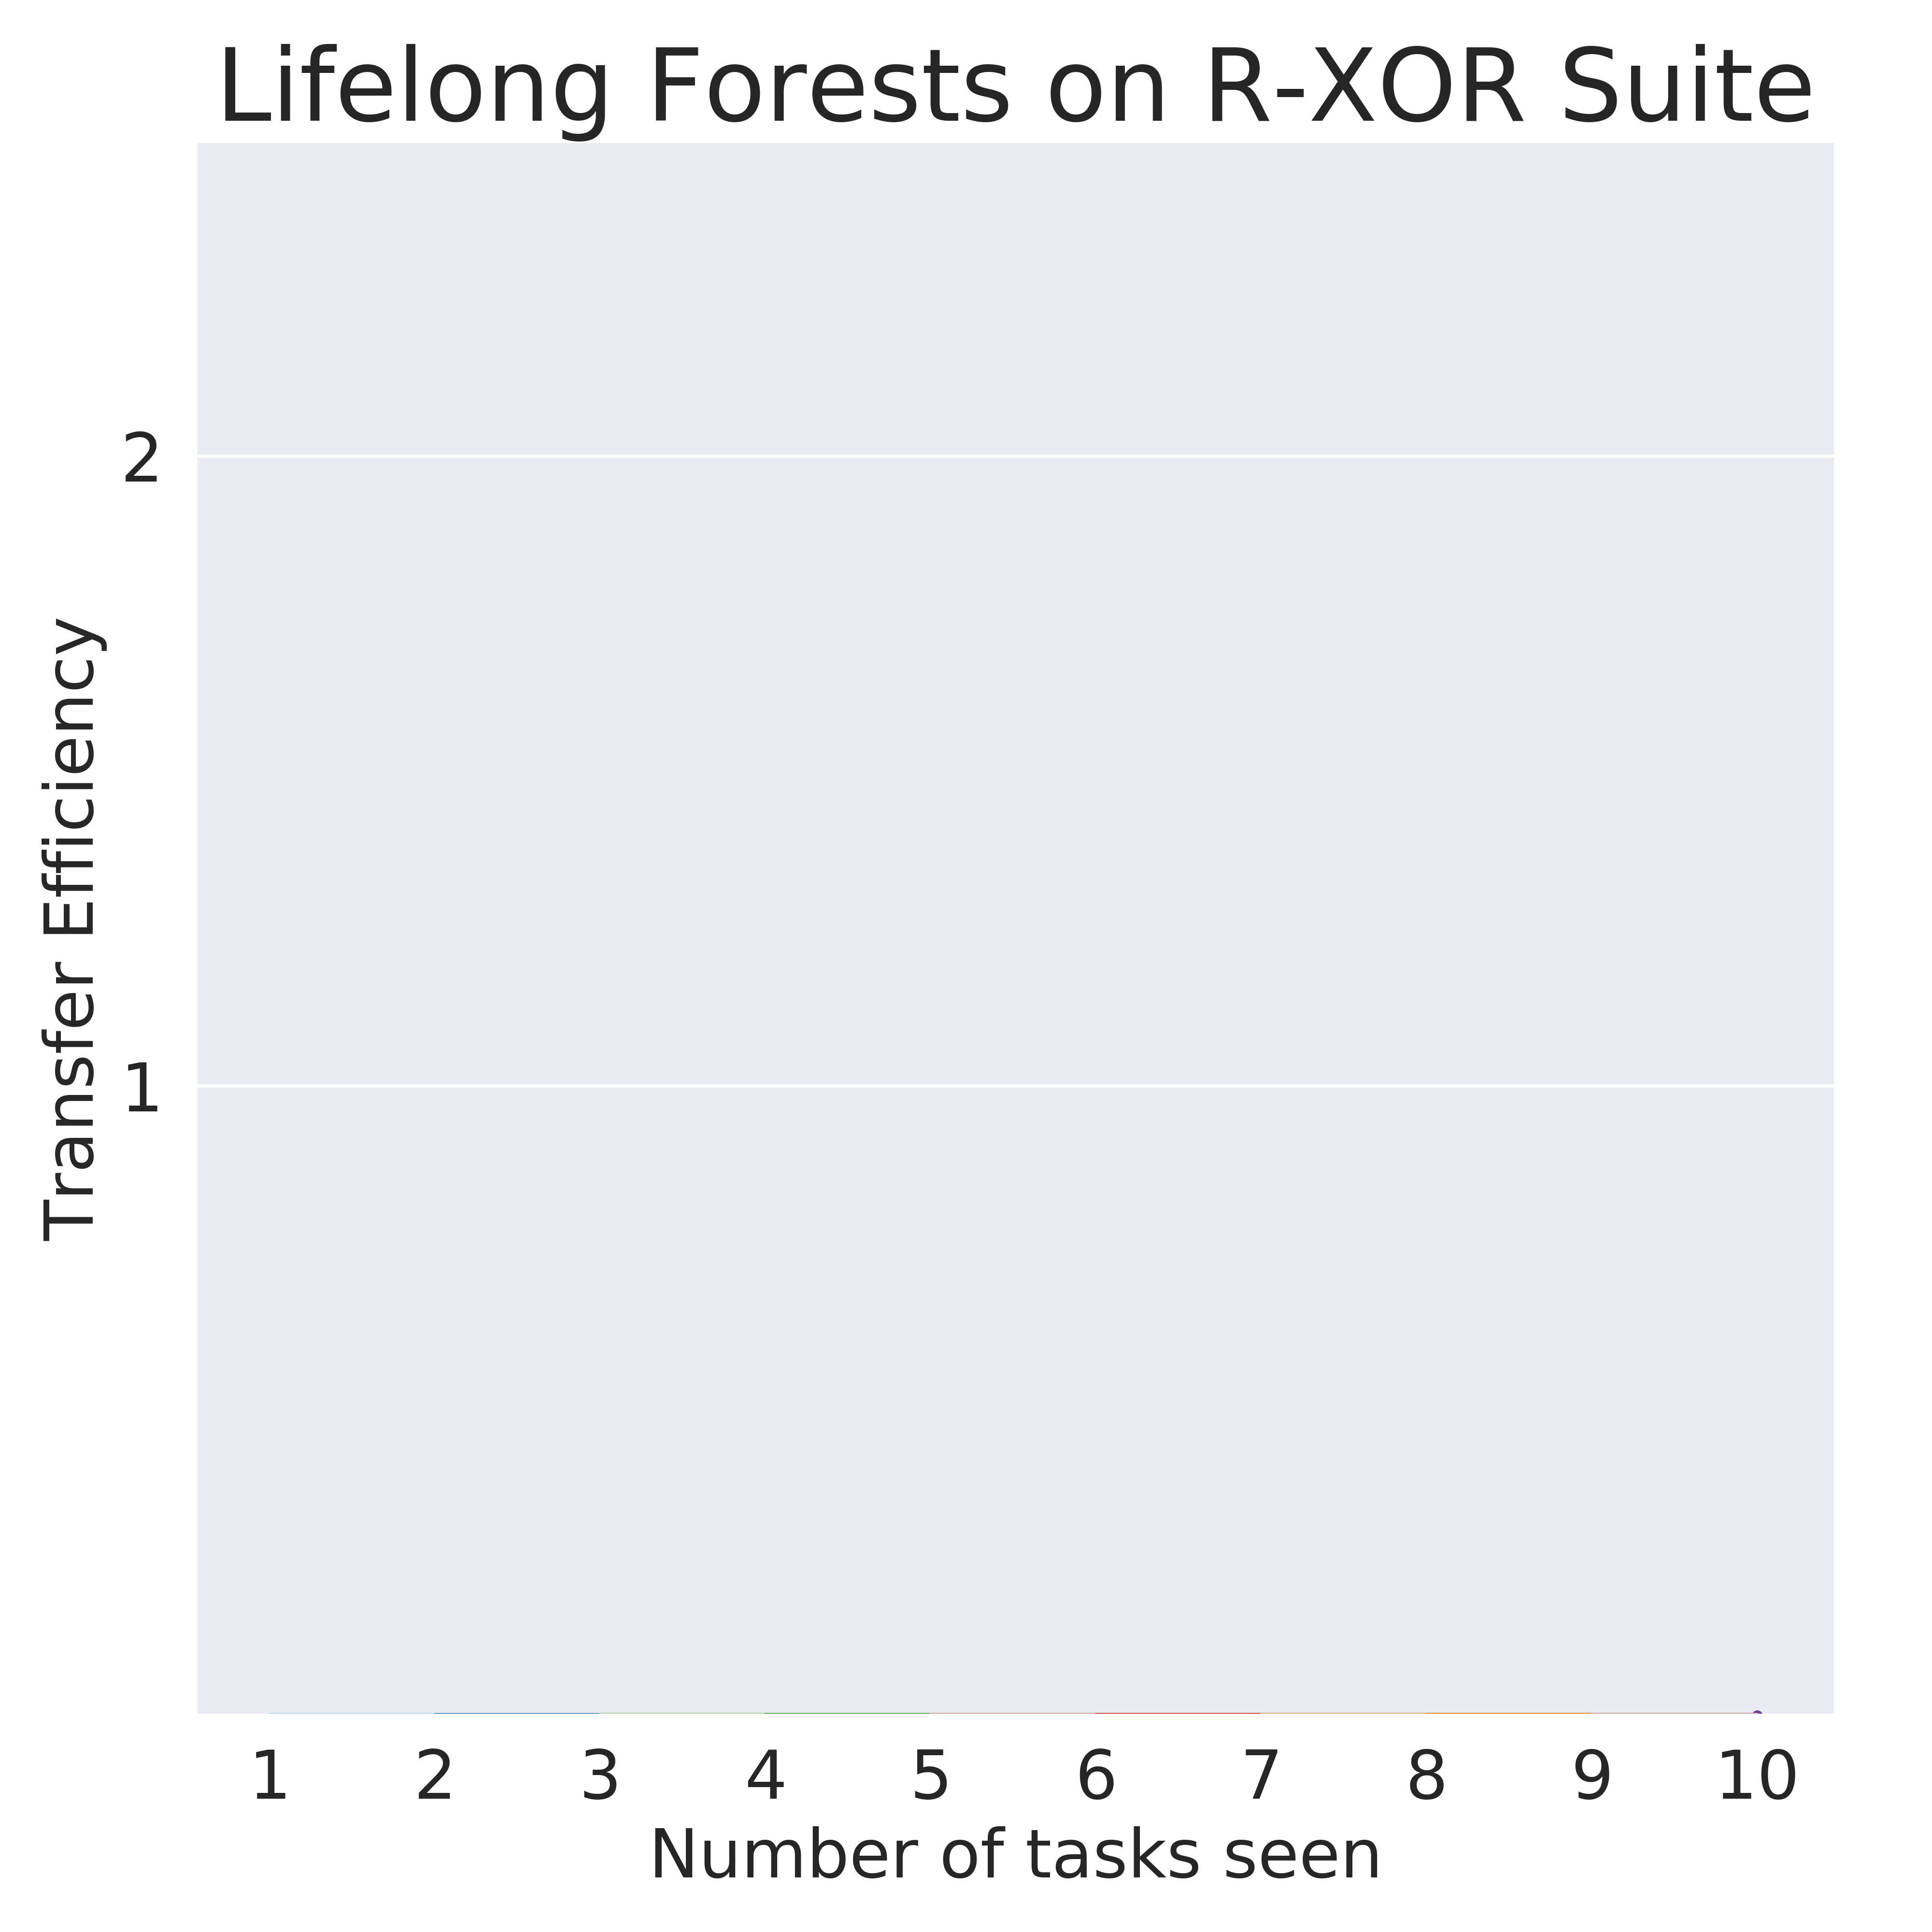 Lifelong Forests on R-XOR Suite
Transfer Efficiency
2
1
1 2 3 4 5 6 7 8 9 10
Number of tasks seen